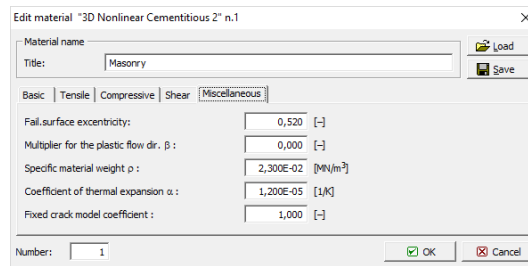 Edit material "3D Nonlinear Cementitious 2" n.1
Material name
Title: Masonry
Load
Save
Basic Tensile Compressive Shear Miscellaneous
Fail.surface excentricity: 0,520 [–]
Multiplier for the plastic flow dir. β : 0,000 [–]
Specific material weight ρ : 2,300E-02 [MN/m³]
Coefficient of thermal expansion α : 1,200E-05 [1/K]
Fixed crack model coefficient : 1,000 [–]
Number: 1
OK
Cancel